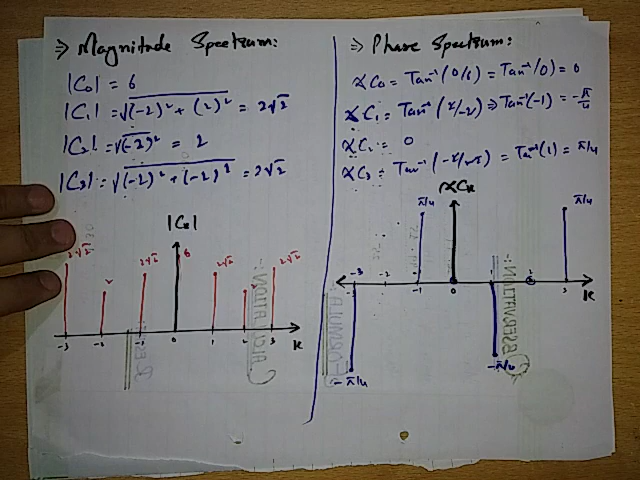 ⇒ Magnitude Spectrum:
|C₀| = 6
|C₁| = √(-2)² + (2)² = 2√2
|C₂| = √(-2)² = 2
|C₃| = √(-2)² + (-2)² = 2√2
|Cκ|
2√2 2 2√2 6 2√2 2 2√2
-3 -2 -1 0 1 2 3 K
⇒ Phase Spectrum:
∝C₀ = Tan⁻¹(0/6) = Tan⁻¹(0) = 0
∝C₁ = Tan⁻¹(2/-2) ⇒ Tan⁻¹(-1) = -π/4
∝C₂ = 0
∝C₃ = Tan⁻¹(-2/-2) = Tan⁻¹(1) = π/4
∝Cκ
π/4 π/4
-3 -2 -1 0 1 2 3 K
-π/4 -π/4